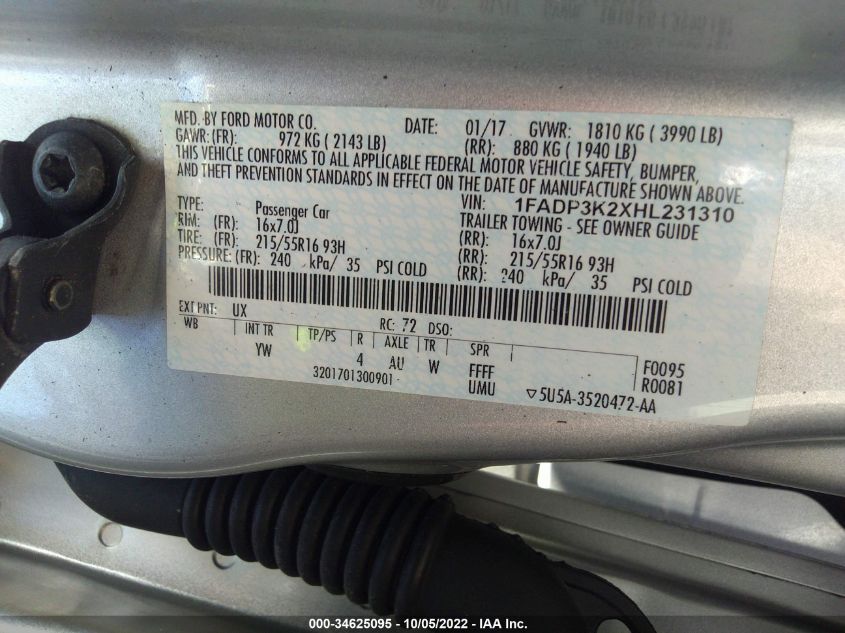 MFD. BY FORD MOTOR CO. DATE: 01/17 GVWR: 1810 KG ( 3990 LB)
GAWR: (FR): 972 KG ( 2143 LB) (RR): 880 KG ( 1940 LB)
THIS VEHICLE CONFORMS TO ALL APPLICABLE FEDERAL MOTOR VEHICLE SAFETY, BUMPER,
AND THEFT PREVENTION STANDARDS IN EFFECT ON THE DATE OF MANUFACTURE SHOWN ABOVE.
VIN: 1FADP3K2XHL231310
TYPE: Passenger Car TRAILER TOWING - SEE OWNER GUIDE
RIM: (FR): 16x7.0J (RR): 16x7.0J
TIRE: (FR): 215/55R16 93H (RR): 215/55R16 93H
PRESSURE: (FR): 240 kPa/ 35 PSI COLD (RR): 240 kPa/ 35 PSI COLD
EXT PNT: UX RC: 72 DSO:
WB INT TR TP/PS R AXLE TR SPR
YW 4 AU W FFFF F0095
3201701300901 UMU R0081
▽5U5A-3520472-AA
000-34625095 - 10/05/2022 - IAA Inc.